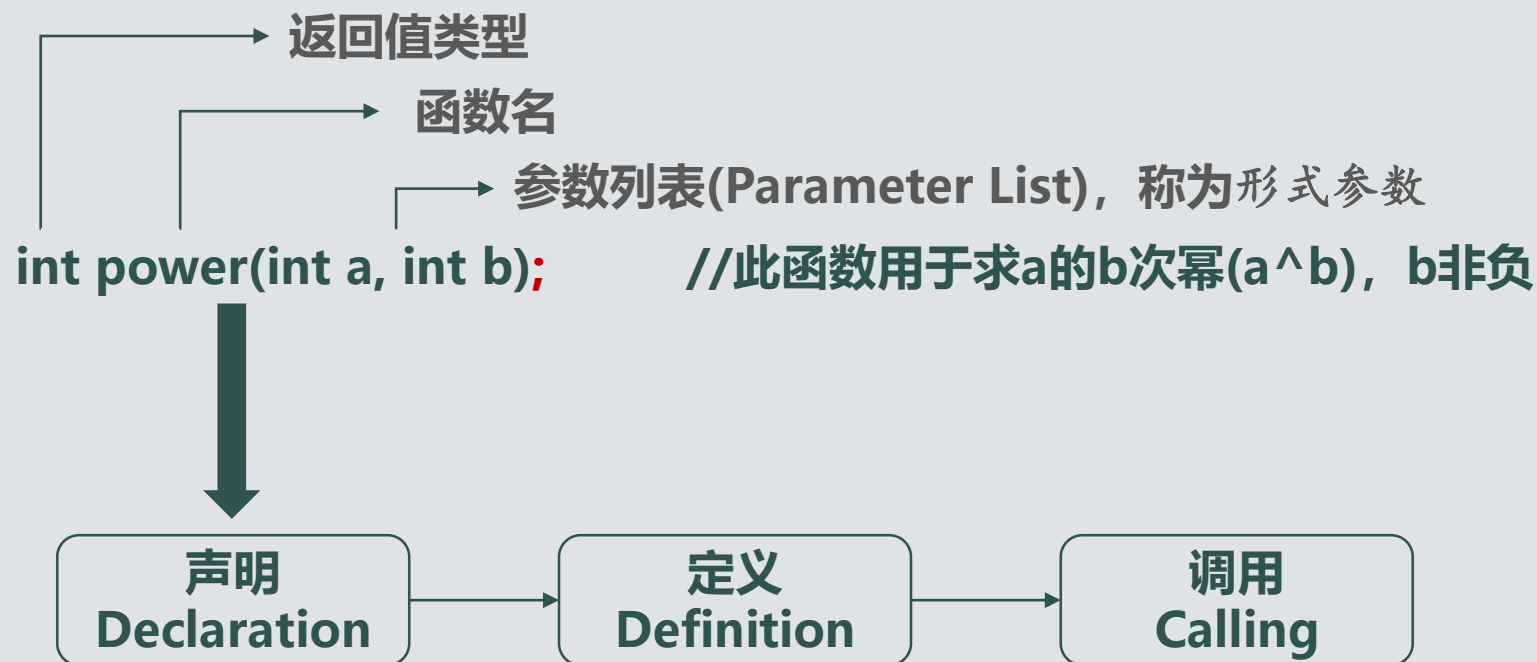 返回值类型
函数名
参数列表(Parameter List)，称为形式参数
int power(int a, int b); //此函数用于求a的b次幂(a^b)，b非负
声明
Declaration
定义
Definition
调用
Calling